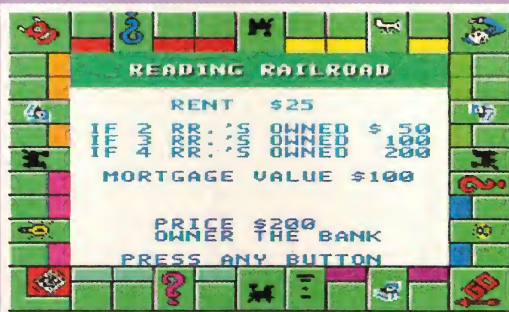 READING RAILROAD
RENT $25
IF 2 RR.'S OWNED $ 50
IF 3 RR.'S OWNED 100
IF 4 RR.'S OWNED 200
MORTGAGE VALUE $100
PRICE $200
OWNER THE BANK
PRESS ANY BUTTON
GO